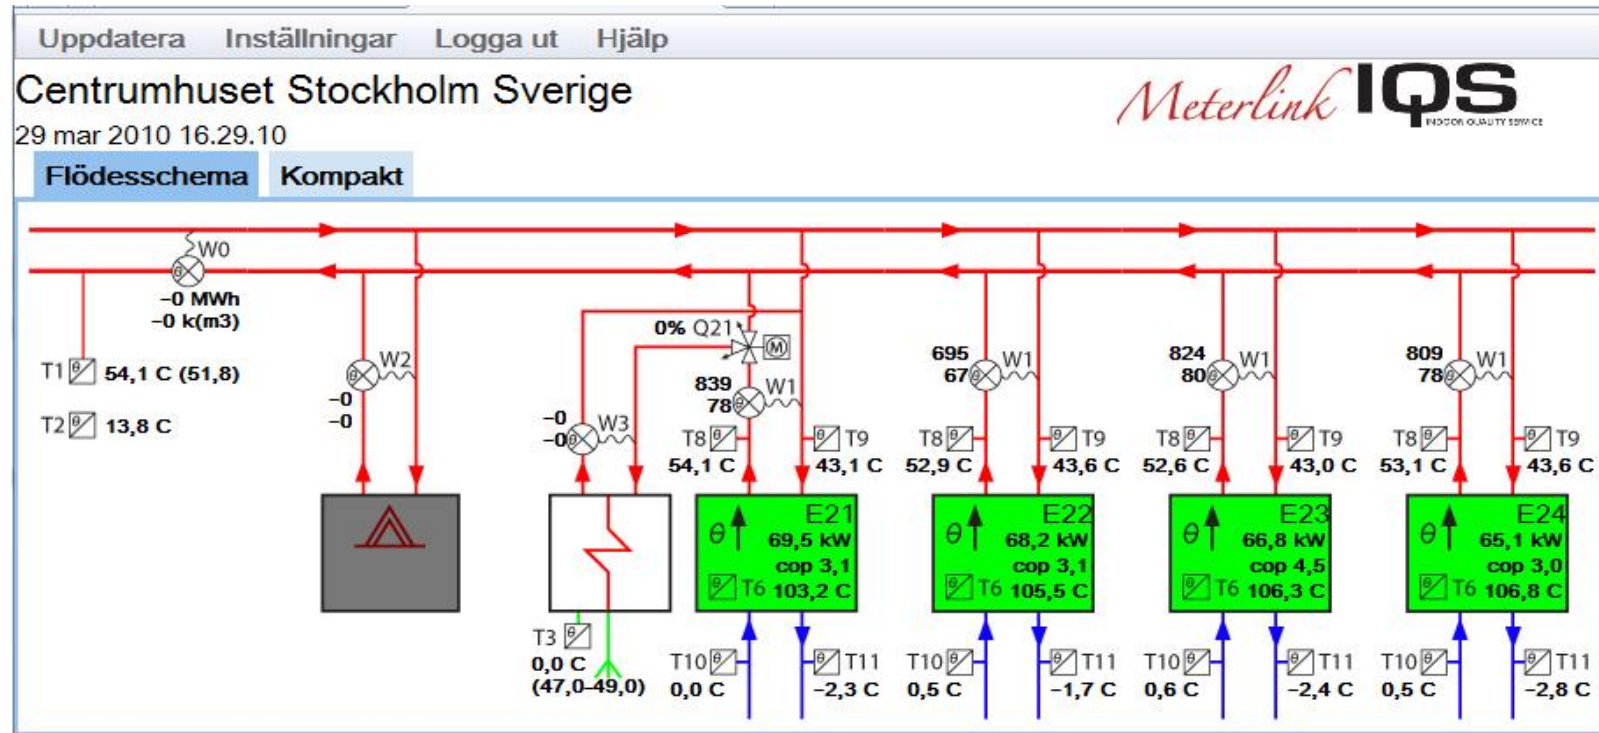 Uppdatera Inställningar Logga ut Hjälp
Centrumhuset Stockholm Sverige
Meterlink IQS
INDOOR QUALITY SERVICE
29 mar 2010 16.29.10
Flödesschema Kompakt
W0
−0 MWh
−0 k(m3)
T1 θ 54,1 C (51,8)
T2 θ 13,8 C
W2
−0
−0
−0
−0
W3
0% Q21 M
839
78
W1
T8 θ 54,1 C
θ T9 43,1 C
695
67
W1
T8 θ 52,9 C
θ T9 43,6 C
824
80
W1
T8 θ 52,6 C
θ T9 43,0 C
809
78
W1
T8 θ 53,1 C
θ T9 43,6 C
E21
θ 69,5 kW
cop 3,1
θ T6 103,2 C
E22
θ 68,2 kW
cop 3,1
θ T6 105,5 C
E23
θ 66,8 kW
cop 4,5
θ T6 106,3 C
E24
θ 65,1 kW
cop 3,0
θ T6 106,8 C
T3 θ
0,0 C
(47,0−49,0)
T10 θ 0,0 C
θ T11 −2,3 C
T10 θ 0,5 C
θ T11 −1,7 C
T10 θ 0,6 C
θ T11 −2,4 C
T10 θ 0,5 C
θ T11 −2,8 C